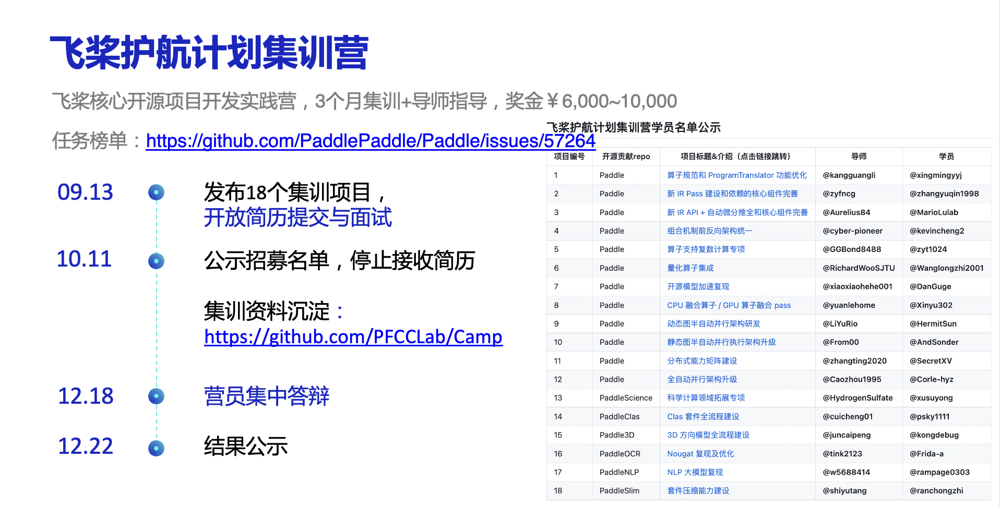 飞桨护航计划集训营
飞桨核心开源项目开发实践营，3个月集训+导师指导，奖金￥6,000~10,000
任务榜单：https://github.com/PaddlePaddle/Paddle/issues/57264
09.13
发布18个集训项目，
开放简历提交与面试
10.11
公示招募名单，停止接收简历
集训资料沉淀：
https://github.com/PFCCLab/Camp
12.18
营员集中答辩
12.22
结果公示
飞桨护航计划集训营学员名单公示
项目编号 开源贡献repo 项目标题&介绍（点击链接跳转） 导师 学员
1 Paddle 算子规范和 ProgramTranslator 功能优化 @kangguangli @xingmingyyj
2 Paddle 新 IR Pass 建设和依赖的核心组件完善 @zyfncg @zhangyuqin1998
3 Paddle 新 IR API + 自动微分推全和核心组件完善 @Aurelius84 @MarioLulab
4 Paddle 组合机制前反向架构统一 @cyber-pioneer @kevincheng2
5 Paddle 算子支持复数计算专项 @GGBond8488 @zyt1024
6 Paddle 量化算子集成 @RichardWooSJTU @Wanglongzhi2001
7 Paddle 开源模型加速复现 @xiaoxiaohehe001 @DanGuge
8 Paddle CPU 融合算子 / GPU 算子融合 pass @yuanlehome @Xinyu302
9 Paddle 动态图半自动并行架构研发 @LiYuRio @HermitSun
10 Paddle 静态图半自动并行执行架构升级 @From00 @AndSonder
11 Paddle 分布式能力矩阵建设 @zhangting2020 @SecretXV
12 Paddle 全自动并行架构升级 @Caozhou1995 @Corle-hyz
13 PaddleScience 科学计算领域拓展专项 @HydrogenSulfate @xusuyong
14 PaddleClas Clas 套件全流程建设 @cuicheng01 @psky1111
15 Paddle3D 3D 方向模型全流程建设 @juncaipeng @kongdebug
16 PaddleOCR Nougat 复现及优化 @tink2123 @Frida-a
17 PaddleNLP NLP 大模型复现 @w5688414 @rampage0303
18 PaddleSlim 套件压缩能力建设 @shiyutang @ranchongzhi